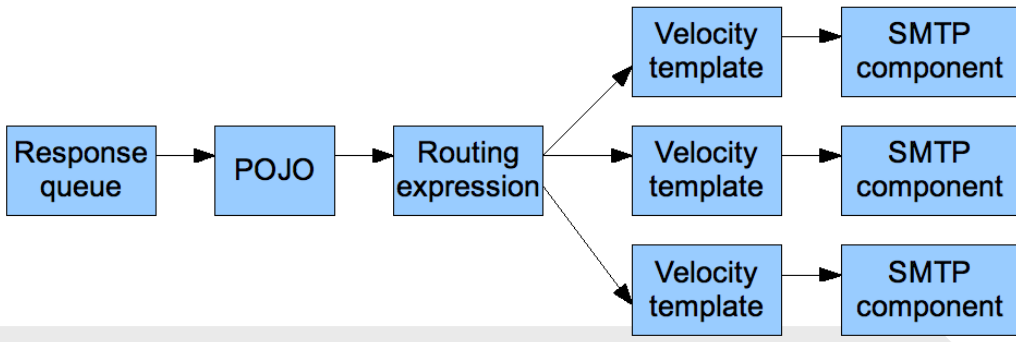 Response
queue
POJO
Routing
expression
Velocity
template
SMTP
component
Velocity
template
SMTP
component
Velocity
template
SMTP
component